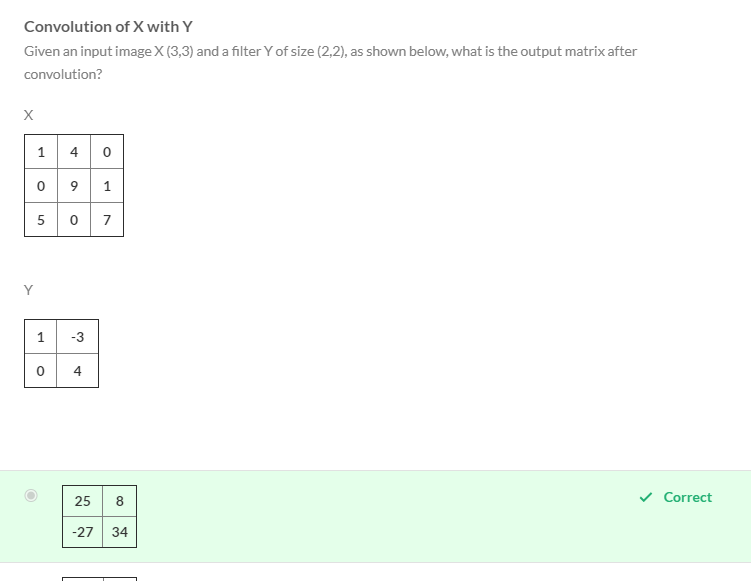 Convolution of X with Y
Given an input image X (3,3) and a filter Y of size (2,2), as shown below, what is the output matrix after
convolution?
X
1 4 0
0 9 1
5 0 7
Y
1 -3
0 4
25 8
Correct
-27 34